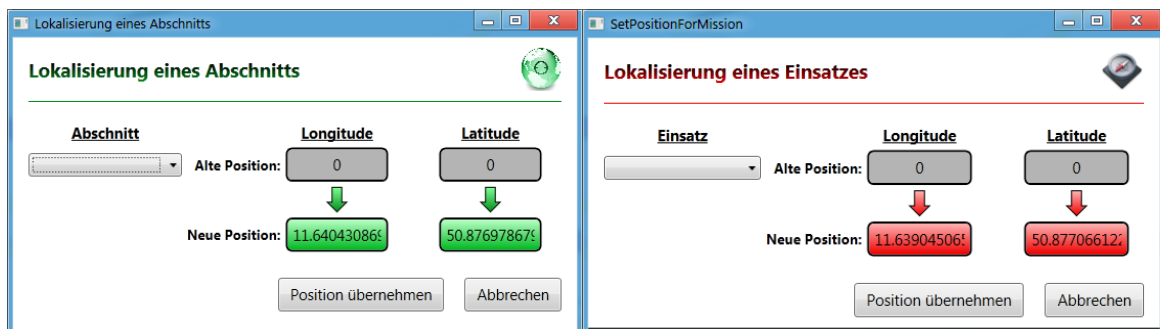 Lokalisierung eines Abschnitts
Lokalisierung eines Abschnitts
Abschnitt Longitude Latitude
Alte Position: 0 0
Neue Position: 11.640430869 50.876978679
Position übernehmen Abbrechen
SetPositionForMission
Lokalisierung eines Einsatzes
Einsatz Longitude Latitude
Alte Position: 0 0
Neue Position: 11.639045065 50.877066122
Position übernehmen Abbrechen